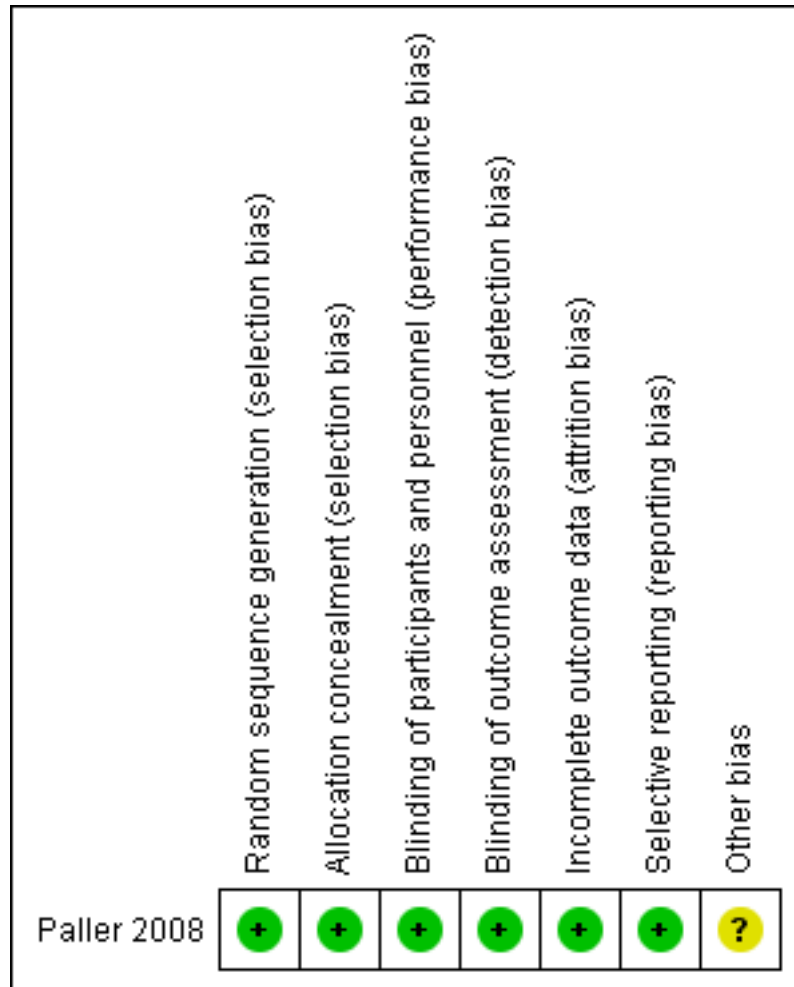 Random sequence generation (selection bias)
Allocation concealment (selection bias)
Blinding of participants and personnel (performance bias)
Blinding of outcome assessment (detection bias)
Incomplete outcome data (attrition bias)
Selective reporting (reporting bias)
Other bias
Paller 2008 + + + + + + ?